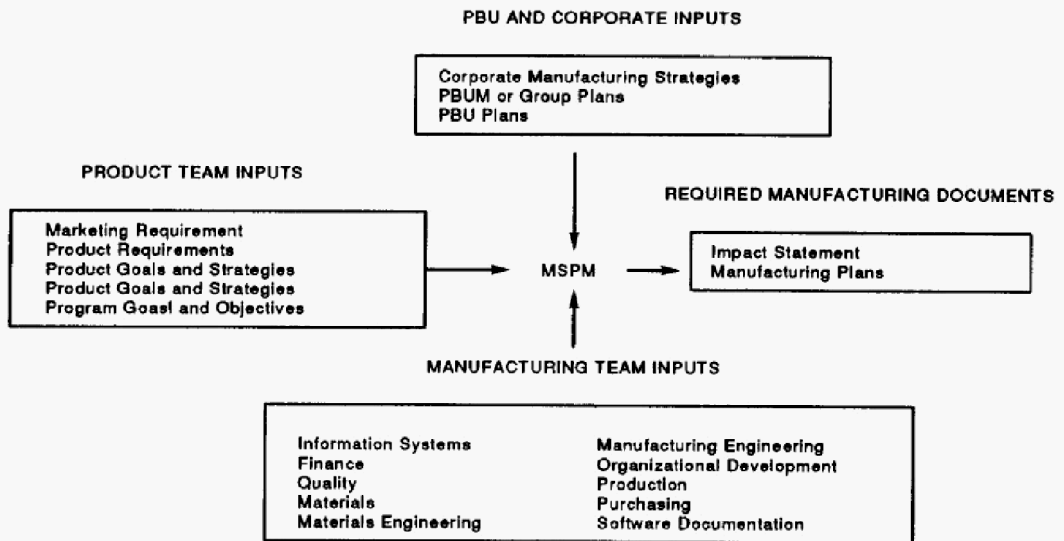 PBU AND CORPORATE INPUTS
Corporate Manufacturing Strategies
PBUM or Group Plans
PBU Plans
PRODUCT TEAM INPUTS
Marketing Requirement
Product Requirements
Product Goals and Strategies
Product Goals and Strategies
Program Goasl and Objectives
MSPM
REQUIRED MANUFACTURING DOCUMENTS
Impact Statement
Manufacturing Plans
MANUFACTURING TEAM INPUTS
Information Systems
Finance
Quality
Materials
Materials Engineering
Manufacturing Engineering
Organizational Development
Production
Purchasing
Software Documentation